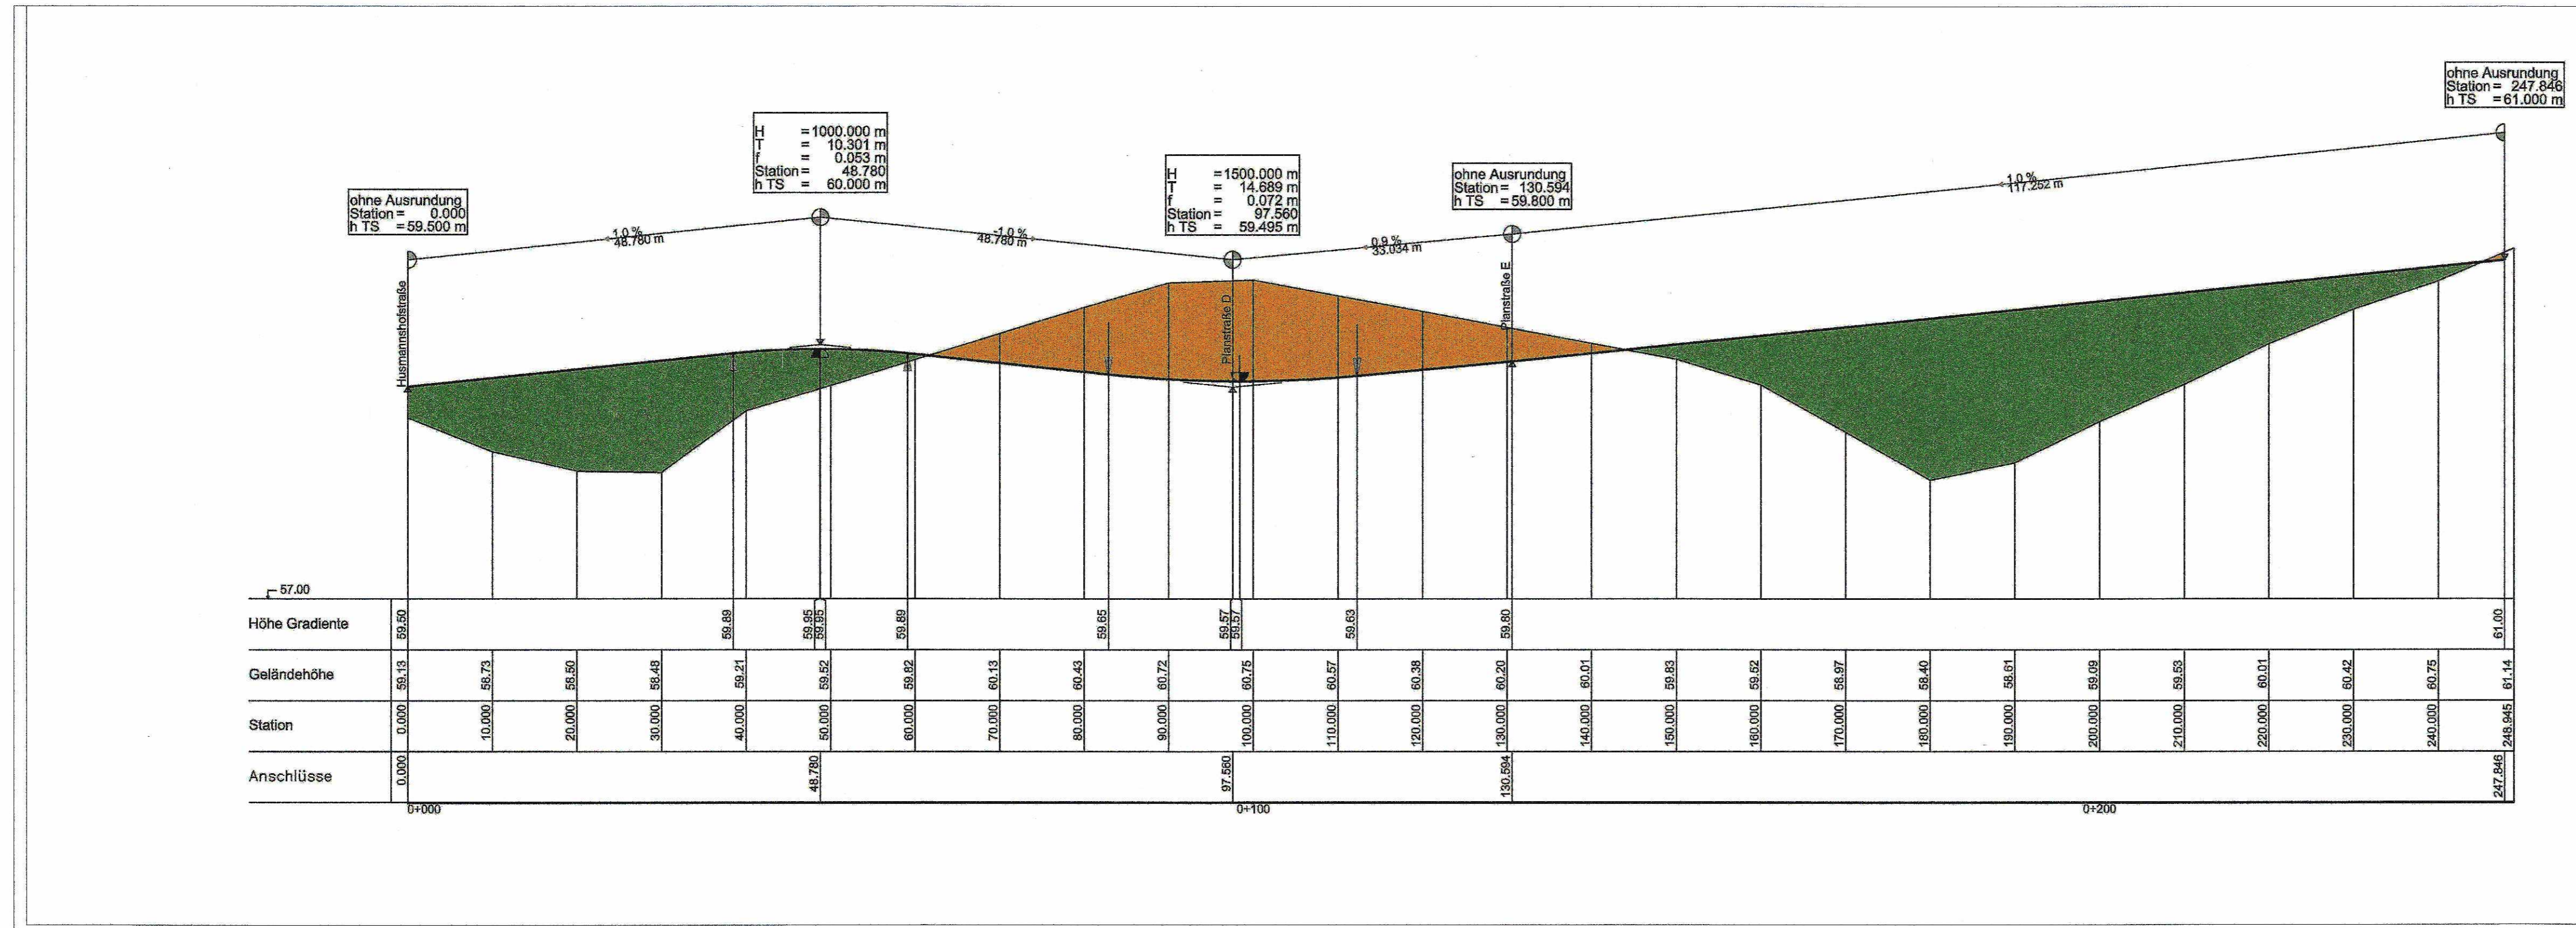 ohne Ausrundung
Station = 247.846
h TS = 61.000 m
H = 1000.000 m
T = 10.301 m
f = 0.053 m
Station = 48.780
h TS = 60.000 m
H = 1500.000 m
T = 14.689 m
f = 0.072 m
Station = 97.560
h TS = 59.495 m
ohne Ausrundung
Station = 130.594
h TS = 59.800 m
ohne Ausrundung
Station = 0.000
h TS = 59.500 m
1.0 %
48.780 m
-1.0 %
48.780 m
0.9 %
33.034 m
1.0 %
117.252 m
Husmannshofstraße
Planstraße D
Planstraße E
57.00
Höhe Gradiente 59.50 59.89 59.95 59.95 59.89 59.65 59.57 59.57 59.63 59.80 61.00
Geländehöhe 59.13 58.73 58.50 58.48 59.21 59.52 59.82 60.13 60.43 60.72 60.75 60.57 60.38 60.20 60.01 59.83 59.52 58.97 58.40 58.61 59.09 59.53 60.01 60.42 60.75 61.14
Station 0.000 10.000 20.000 30.000 40.000 50.000 60.000 70.000 80.000 90.000 100.000 110.000 120.000 130.000 140.000 150.000 160.000 170.000 180.000 190.000 200.000 210.000 220.000 230.000 240.000 248.945
Anschlüsse 0.000 48.780 97.560 130.594 247.846
0+000 0+100 0+200